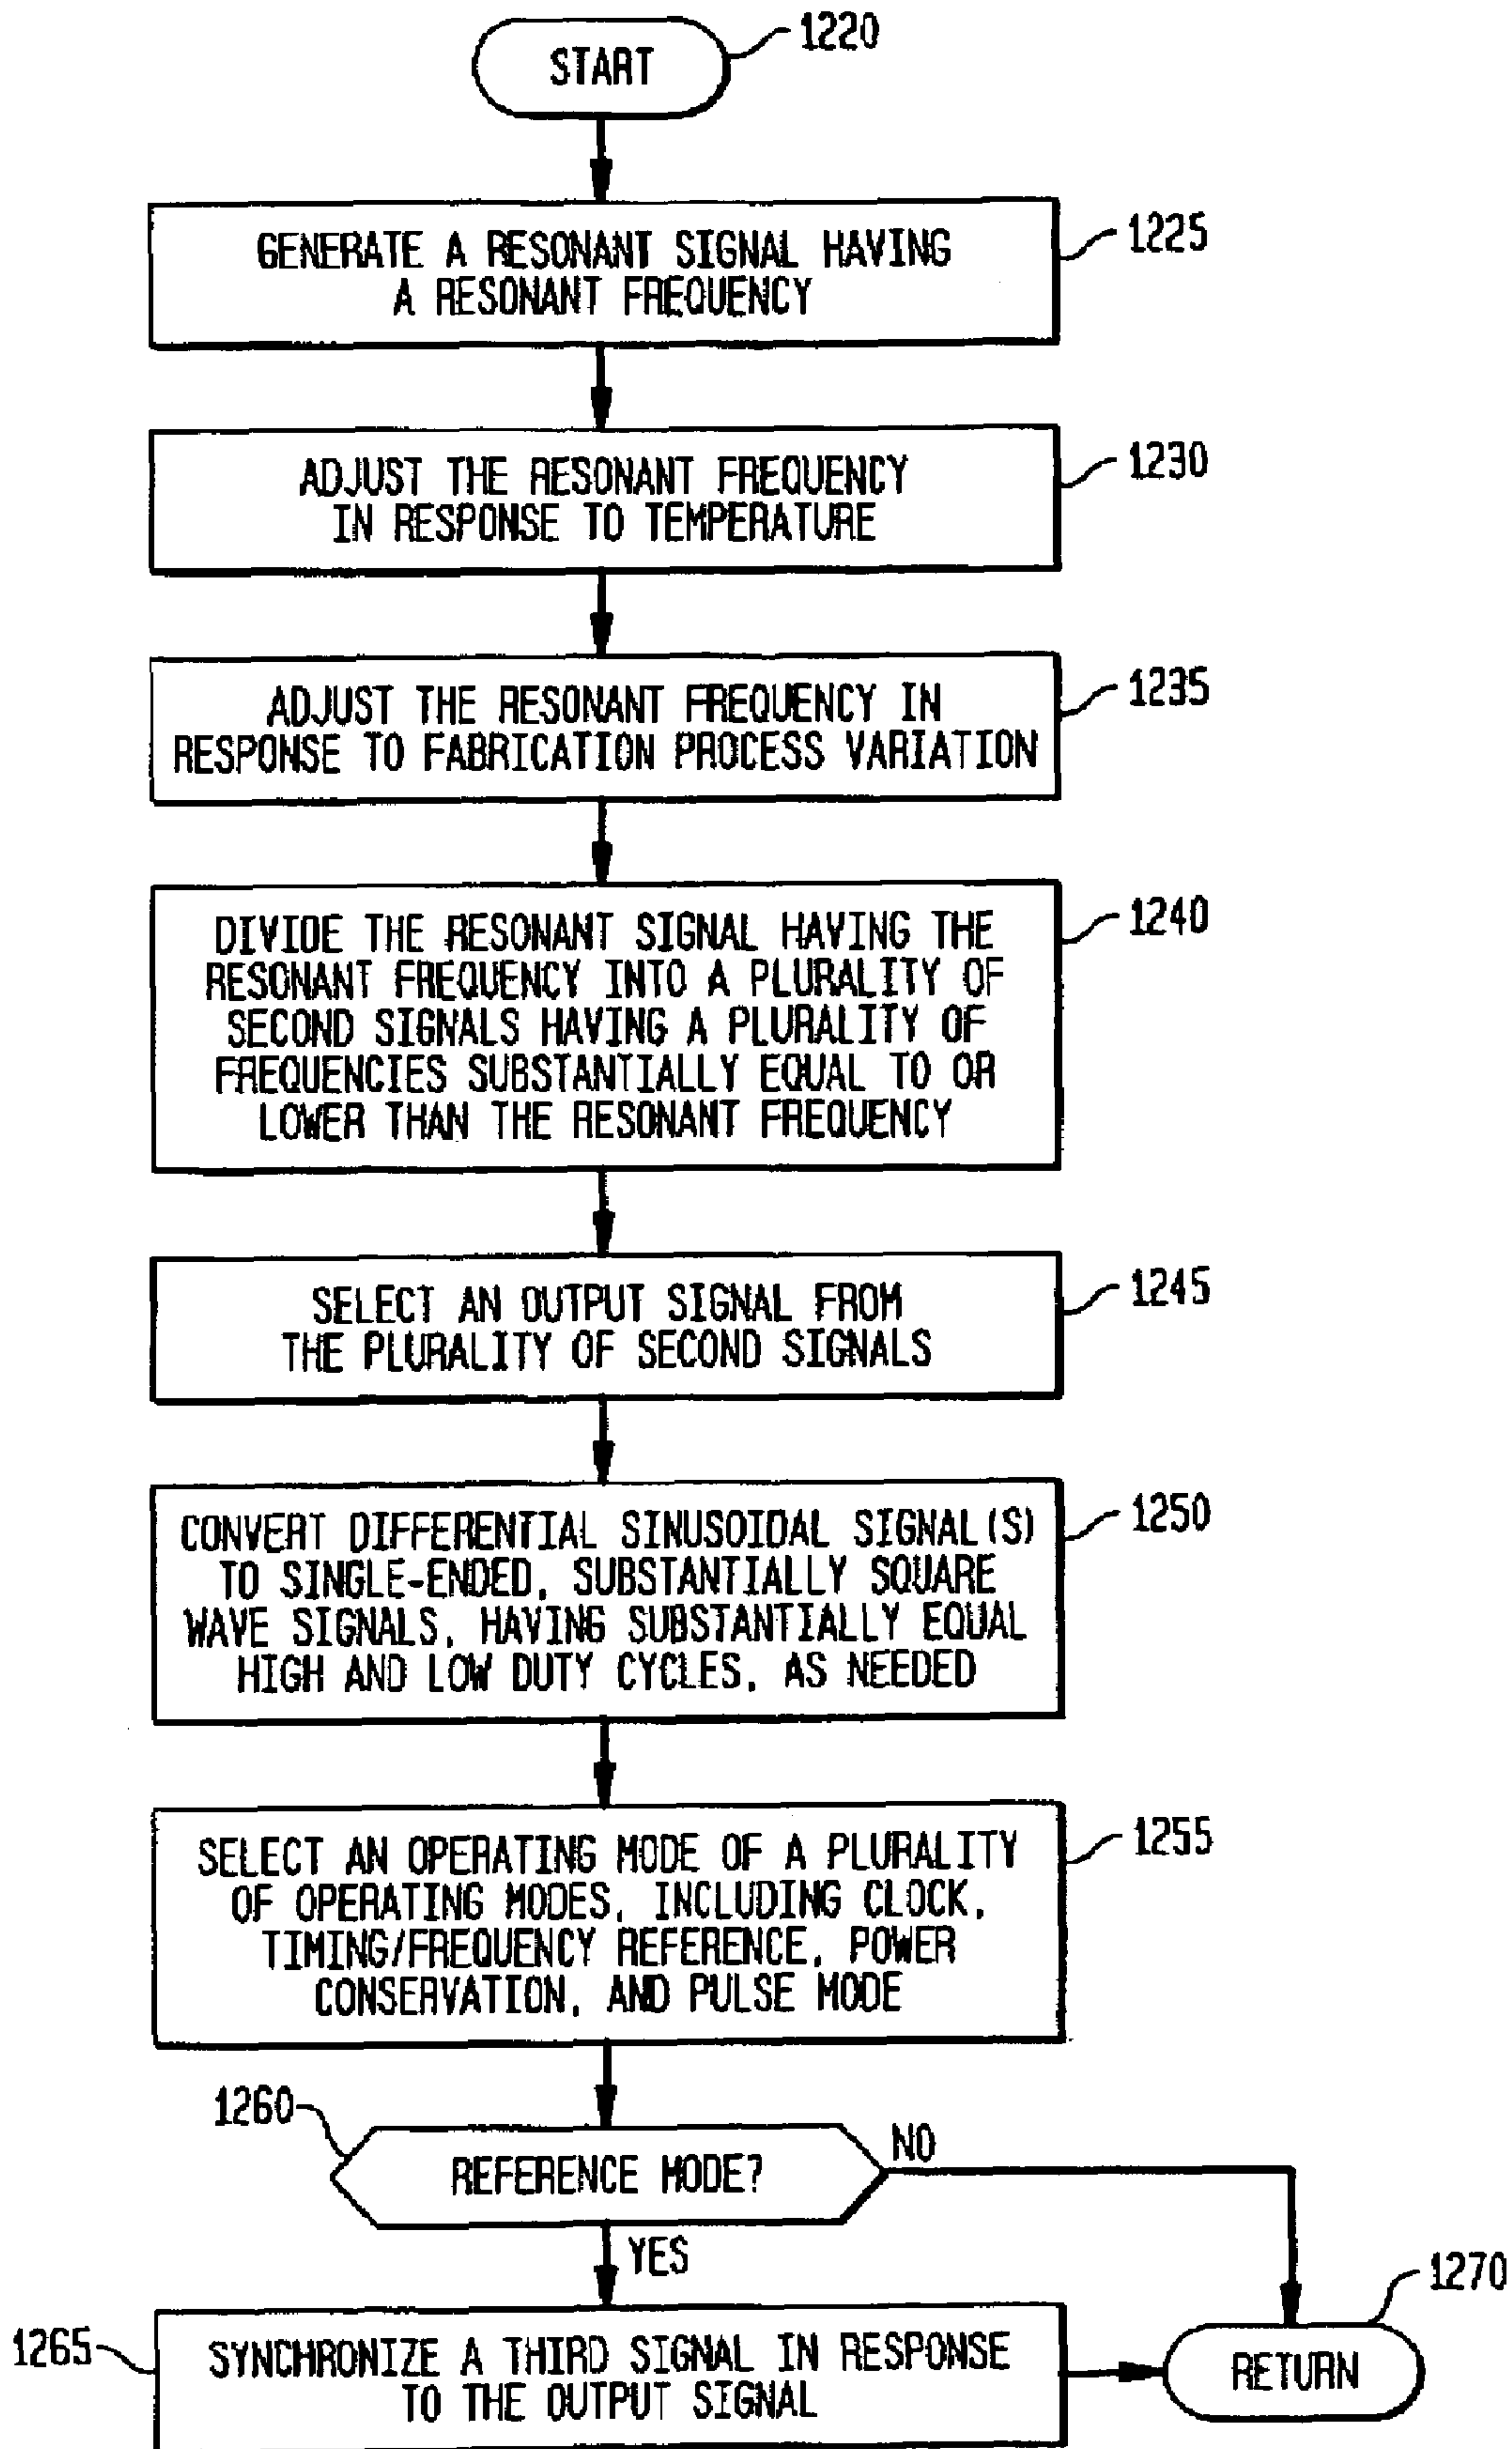 START
1220
GENERATE A RESONANT SIGNAL HAVING
A RESONANT FREQUENCY
1225
ADJUST THE RESONANT FREQUENCY
IN RESPONSE TO TEMPERATURE
1230
ADJUST THE RESONANT FREQUENCY IN
RESPONSE TO FABRICATION PROCESS VARIATION
1235
DIVIDE THE RESONANT SIGNAL HAVING THE
RESONANT FREQUENCY INTO A PLURALITY OF
SECOND SIGNALS HAVING A PLURALITY OF
FREQUENCIES SUBSTANTIALLY EQUAL TO OR
LOWER THAN THE RESONANT FREQUENCY
1240
SELECT AN OUTPUT SIGNAL FROM
THE PLURALITY OF SECOND SIGNALS
1245
CONVERT DIFFERENTIAL SINUSOIDAL SIGNAL(S)
TO SINGLE-ENDED, SUBSTANTIALLY SQUARE
WAVE SIGNALS, HAVING SUBSTANTIALLY EQUAL
HIGH AND LOW DUTY CYCLES, AS NEEDED
1250
SELECT AN OPERATING MODE OF A PLURALITY
OF OPERATING MODES, INCLUDING CLOCK,
TIMING/FREQUENCY REFERENCE, POWER
CONSERVATION, AND PULSE MODE
1255
1260
REFERENCE MODE?
NO
YES
1265
SYNCHRONIZE A THIRD SIGNAL IN RESPONSE
TO THE OUTPUT SIGNAL
1270
RETURN